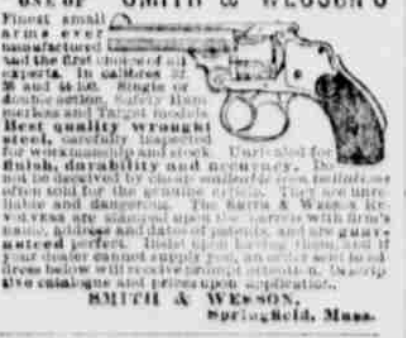 ONE OF SMITH & WESSON'S
Finest small
arms ever
manufactured
and the first choice of all
experts. In calibres 32
38 and 44-100. Single or
double action, Safety Ham
merless and Target models
Best quality wrought
steel, carefully inspected
for workmanship and stock. Unrivaled for
finish, durability and accuracy. Do
not be deceived by cheap imitations
often sold for the genuine article. They are unre
liable and dangerous. The SMITH & WESSON Re
volvers are stamped upon the barrels with firm's
name, address and dates of patents, and are guar-
anteed perfect. Insist upon having them, and if
your dealer cannot supply you, an order sent to ad
dress below will receive prompt attention. Descrip
tive catalogue and prices upon application.
SMITH & WESSON,
Springfield, Mass.